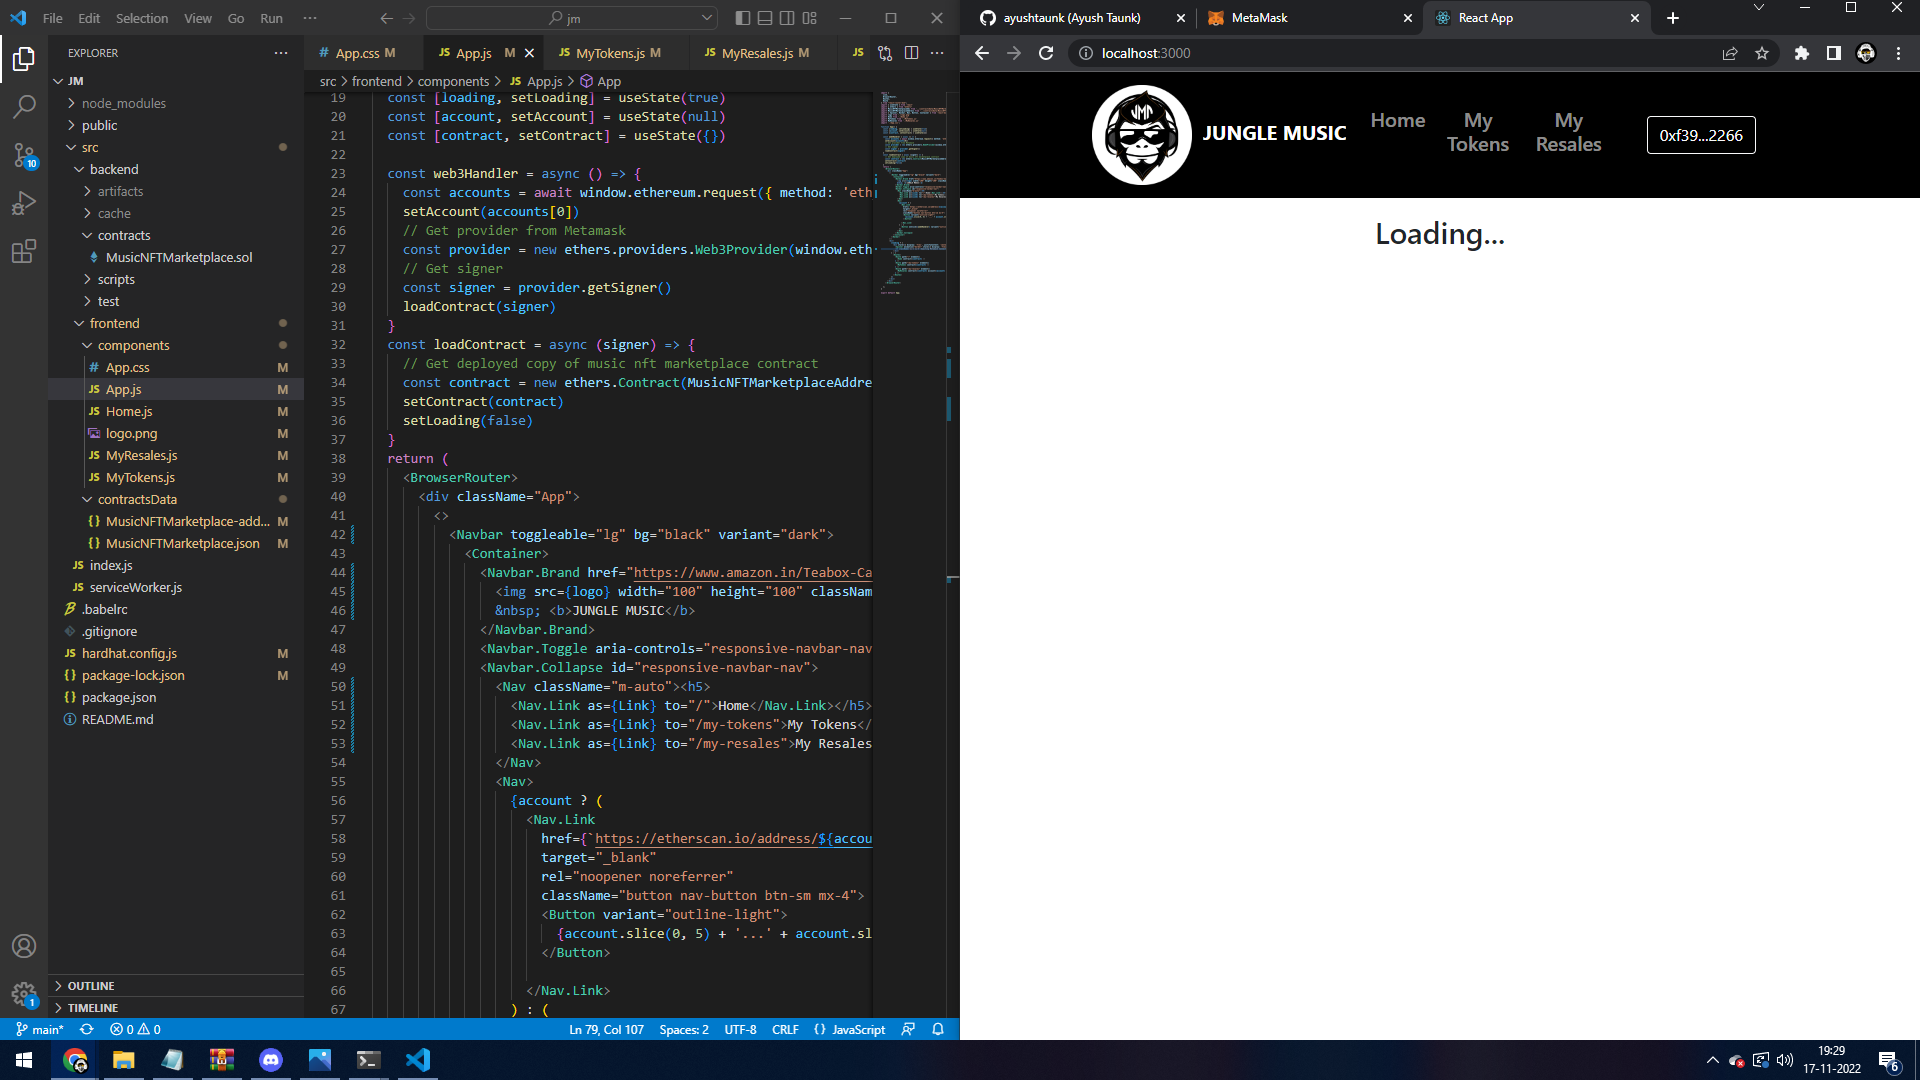 File Edit Selection View Go Run ···
jm
EXPLORER
JM
node_modules
public
src
backend
artifacts
cache
contracts
MusicNFTMarketplace.sol
scripts
test
frontend
components
App.css M
App.js M
Home.js M
logo.png M
MyResales.js M
MyTokens.js M
contractsData
MusicNFTMarketplace-add... M
MusicNFTMarketplace.json M
index.js
serviceWorker.js
.babelrc
.gitignore
hardhat.config.js M
package-lock.json M
package.json
README.md
OUTLINE
TIMELINE
10
1
App.css M App.js M MyTokens.js M MyResales.js M JS
src > frontend > components > JS App.js > App
19 const [loading, setLoading] = useState(true)
20 const [account, setAccount] = useState(null)
21 const [contract, setContract] = useState({})
22
23 const web3Handler = async () => {
24 const accounts = await window.ethereum.request({ method: 'eth
25 setAccount(accounts[0])
26 // Get provider from Metamask
27 const provider = new ethers.providers.Web3Provider(window.eth
28 // Get signer
29 const signer = provider.getSigner()
30 loadContract(signer)
31 }
32 const loadContract = async (signer) => {
33 // Get deployed copy of music nft marketplace contract
34 const contract = new ethers.Contract(MusicNFTMarketplaceAddre
35 setContract(contract)
36 setLoading(false)
37 }
38 return (
39 <BrowserRouter>
40 <div className="App">
41 <>
42 <Navbar toggleable="lg" bg="black" variant="dark">
43 <Container>
44 <Navbar.Brand href="https://www.amazon.in/Teabox-Ca
45 <img src={logo} width="100" height="100" classNam
46 &nbsp; <b>JUNGLE MUSIC</b>
47 </Navbar.Brand>
48 <Navbar.Toggle aria-controls="responsive-navbar-nav
49 <Navbar.Collapse id="responsive-navbar-nav">
50 <Nav className="m-auto"><h5>
51 <Nav.Link as={Link} to="/">Home</Nav.Link></h5>
52 <Nav.Link as={Link} to="/my-tokens">My Tokens</
53 <Nav.Link as={Link} to="/my-resales">My Resales
54 </Nav>
55 <Nav>
56 {account ? (
57 <Nav.Link
58 href={`https://etherscan.io/address/${accou
59 target="_blank"
60 rel="noopener noreferrer"
61 className="button nav-button btn-sm mx-4">
62 <Button variant="outline-light">
63 {account.slice(0, 5) + '...' + account.sl
64 </Button>
65
66 </Nav.Link>
67 ) : (
main* 0 0 Ln 79, Col 107 Spaces: 2 UTF-8 CRLF {} JavaScript
ayushtaunk (Ayush Taunk) MetaMask React App
localhost:3000
JMP
JUNGLE MUSIC
Home
My Tokens
My Resales
0xf39...2266
Loading...
19:29
17-11-2022
6